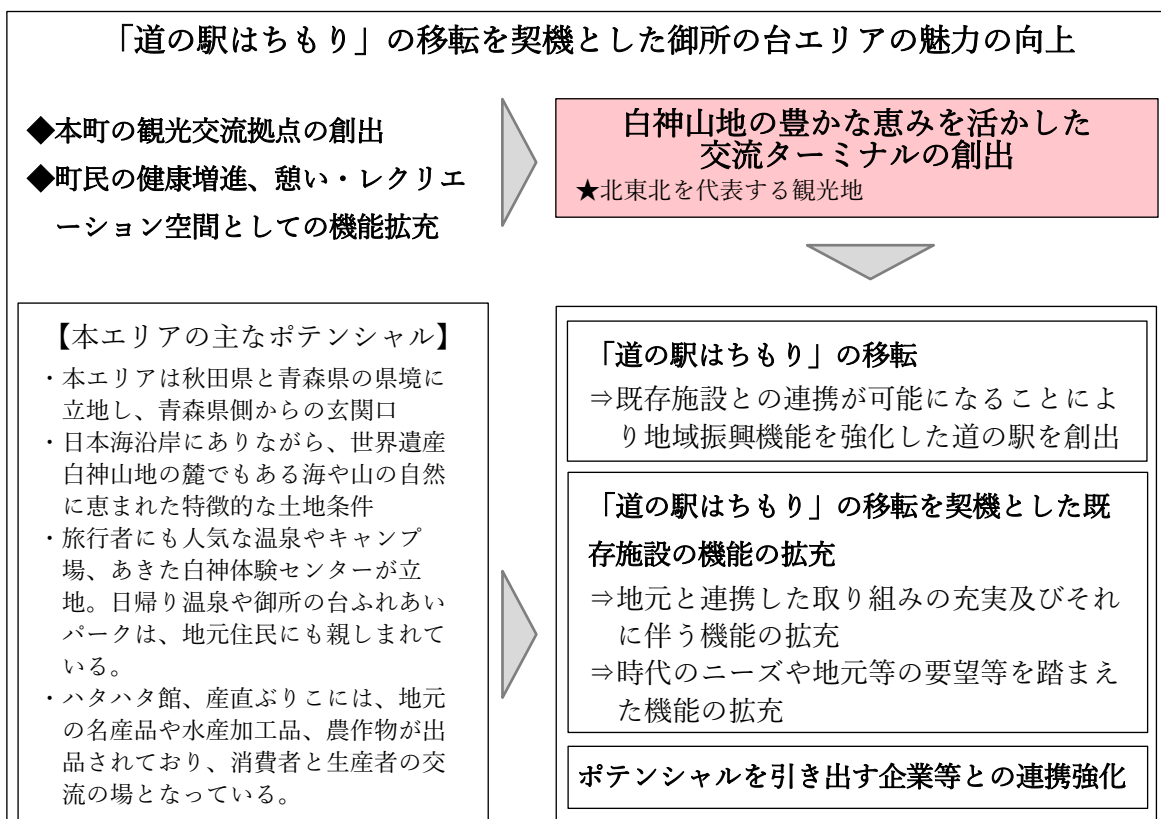 「道の駅はちもり」の移転を契機とした御所の台エリアの魅力の向上
◆本町の観光交流拠点の創出
◆町民の健康増進、憩い・レクリエ
ーション空間としての機能拡充
白神山地の豊かな恵みを活かした
交流ターミナルの創出
★北東北を代表する観光地
【本エリアの主なポテンシャル】
・本エリアは秋田県と青森県の県境に
立地し、青森県側からの玄関口
・日本海沿岸にありながら、世界遺産
白神山地の麓でもある海や山の自然
に恵まれた特徴的な土地条件
・旅行者にも人気な温泉やキャンプ
場、あきた白神体験センターが立
地。日帰り温泉や御所の台ふれあい
パークは、地元住民にも親しまれて
いる。
・ハタハタ館、産直ぶりこには、地元
の名産品や水産加工品、農作物が出
品されており、消費者と生産者の交
流の場となっている。
「道の駅はちもり」の移転
⇒既存施設との連携が可能になることによ
り地域振興機能を強化した道の駅を創出
「道の駅はちもり」の移転を契機とした既
存施設の機能の拡充
⇒地元と連携した取り組みの充実及びそれ
に伴う機能の拡充
⇒時代のニーズや地元等の要望等を踏まえ
た機能の拡充
ポテンシャルを引き出す企業等との連携強化